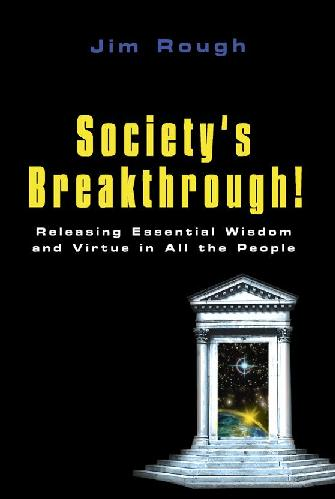 Jim Rough
Society's
Breakthrough!
Releasing Essential Wisdom
and Virtue in All the People